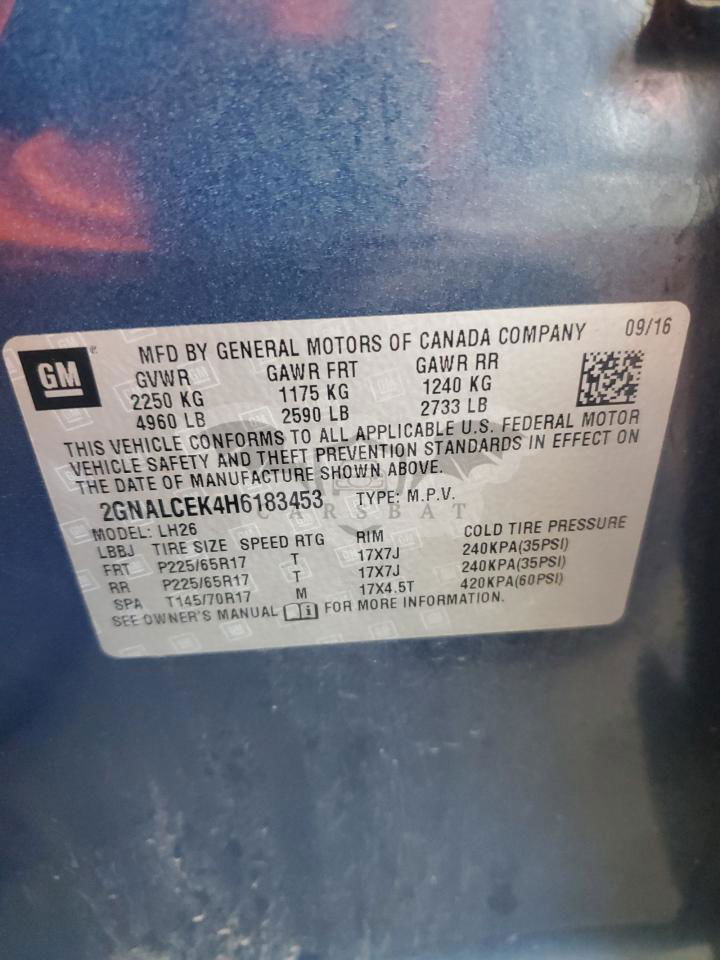 GM
MFD BY GENERAL MOTORS OF CANADA COMPANY 09/16
GVWR GAWR FRT GAWR RR
2250 KG 1175 KG 1240 KG
4960 LB 2590 LB 2733 LB
THIS VEHICLE CONFORMS TO ALL APPLICABLE U.S. FEDERAL MOTOR
VEHICLE SAFETY AND THEFT PREVENTION STANDARDS IN EFFECT ON
THE DATE OF MANUFACTURE SHOWN ABOVE.
2GNALCEK4H6183453 TYPE: M.P.V.
CARSBAT
MODEL: LH26
LBBJ TIRE SIZE SPEED RTG RIM COLD TIRE PRESSURE
FRT P225/65R17 T 17X7J 240KPA(35PSI)
RR P225/65R17 T 17X7J 240KPA(35PSI)
SPA T145/70R17 M 17X4.5T 420KPA(60PSI)
SEE OWNER'S MANUAL FOR MORE INFORMATION.